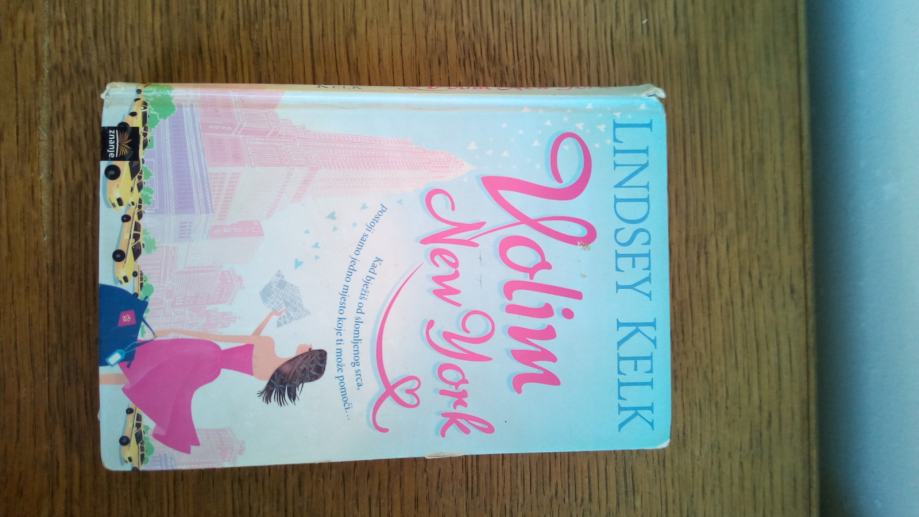 LINDSEY KELK
Volim
New York
Kad bježiš od slomljenog srca,
postoji samo jedno mjesto koje ti može pomoći...
znanje